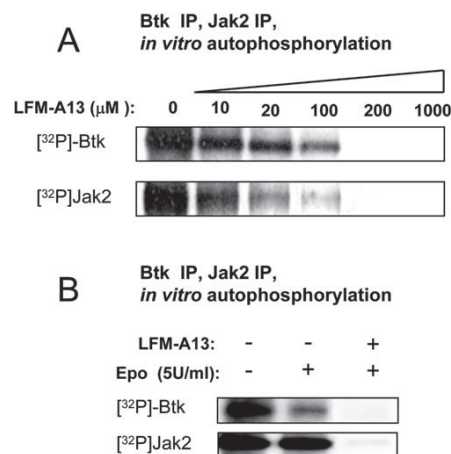 A
Btk IP, Jak2 IP,
in vitro autophosphorylation
LFM-A13 (μM ): 0 10 20 100 200 1000
[³²P]-Btk
[³²P]Jak2
B
Btk IP, Jak2 IP,
in vitro autophosphorylation
LFM-A13: - - +
Epo (5U/ml): - + +
[³²P]-Btk
[³²P]Jak2